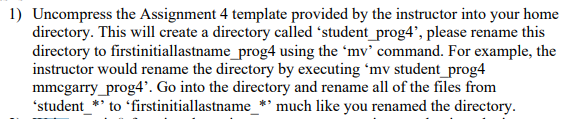 1) Uncompress the Assignment 4 template provided by the instructor into your home
directory. This will create a directory called ‘student_prog4’, please rename this
directory to firstinitiallastname_prog4 using the ‘mv’ command. For example, the
instructor would rename the directory by executing ‘mv student_prog4
mmcgarry_prog4’. Go into the directory and rename all of the files from
‘student_*’ to ‘firstinitiallastname_*’ much like you renamed the directory.